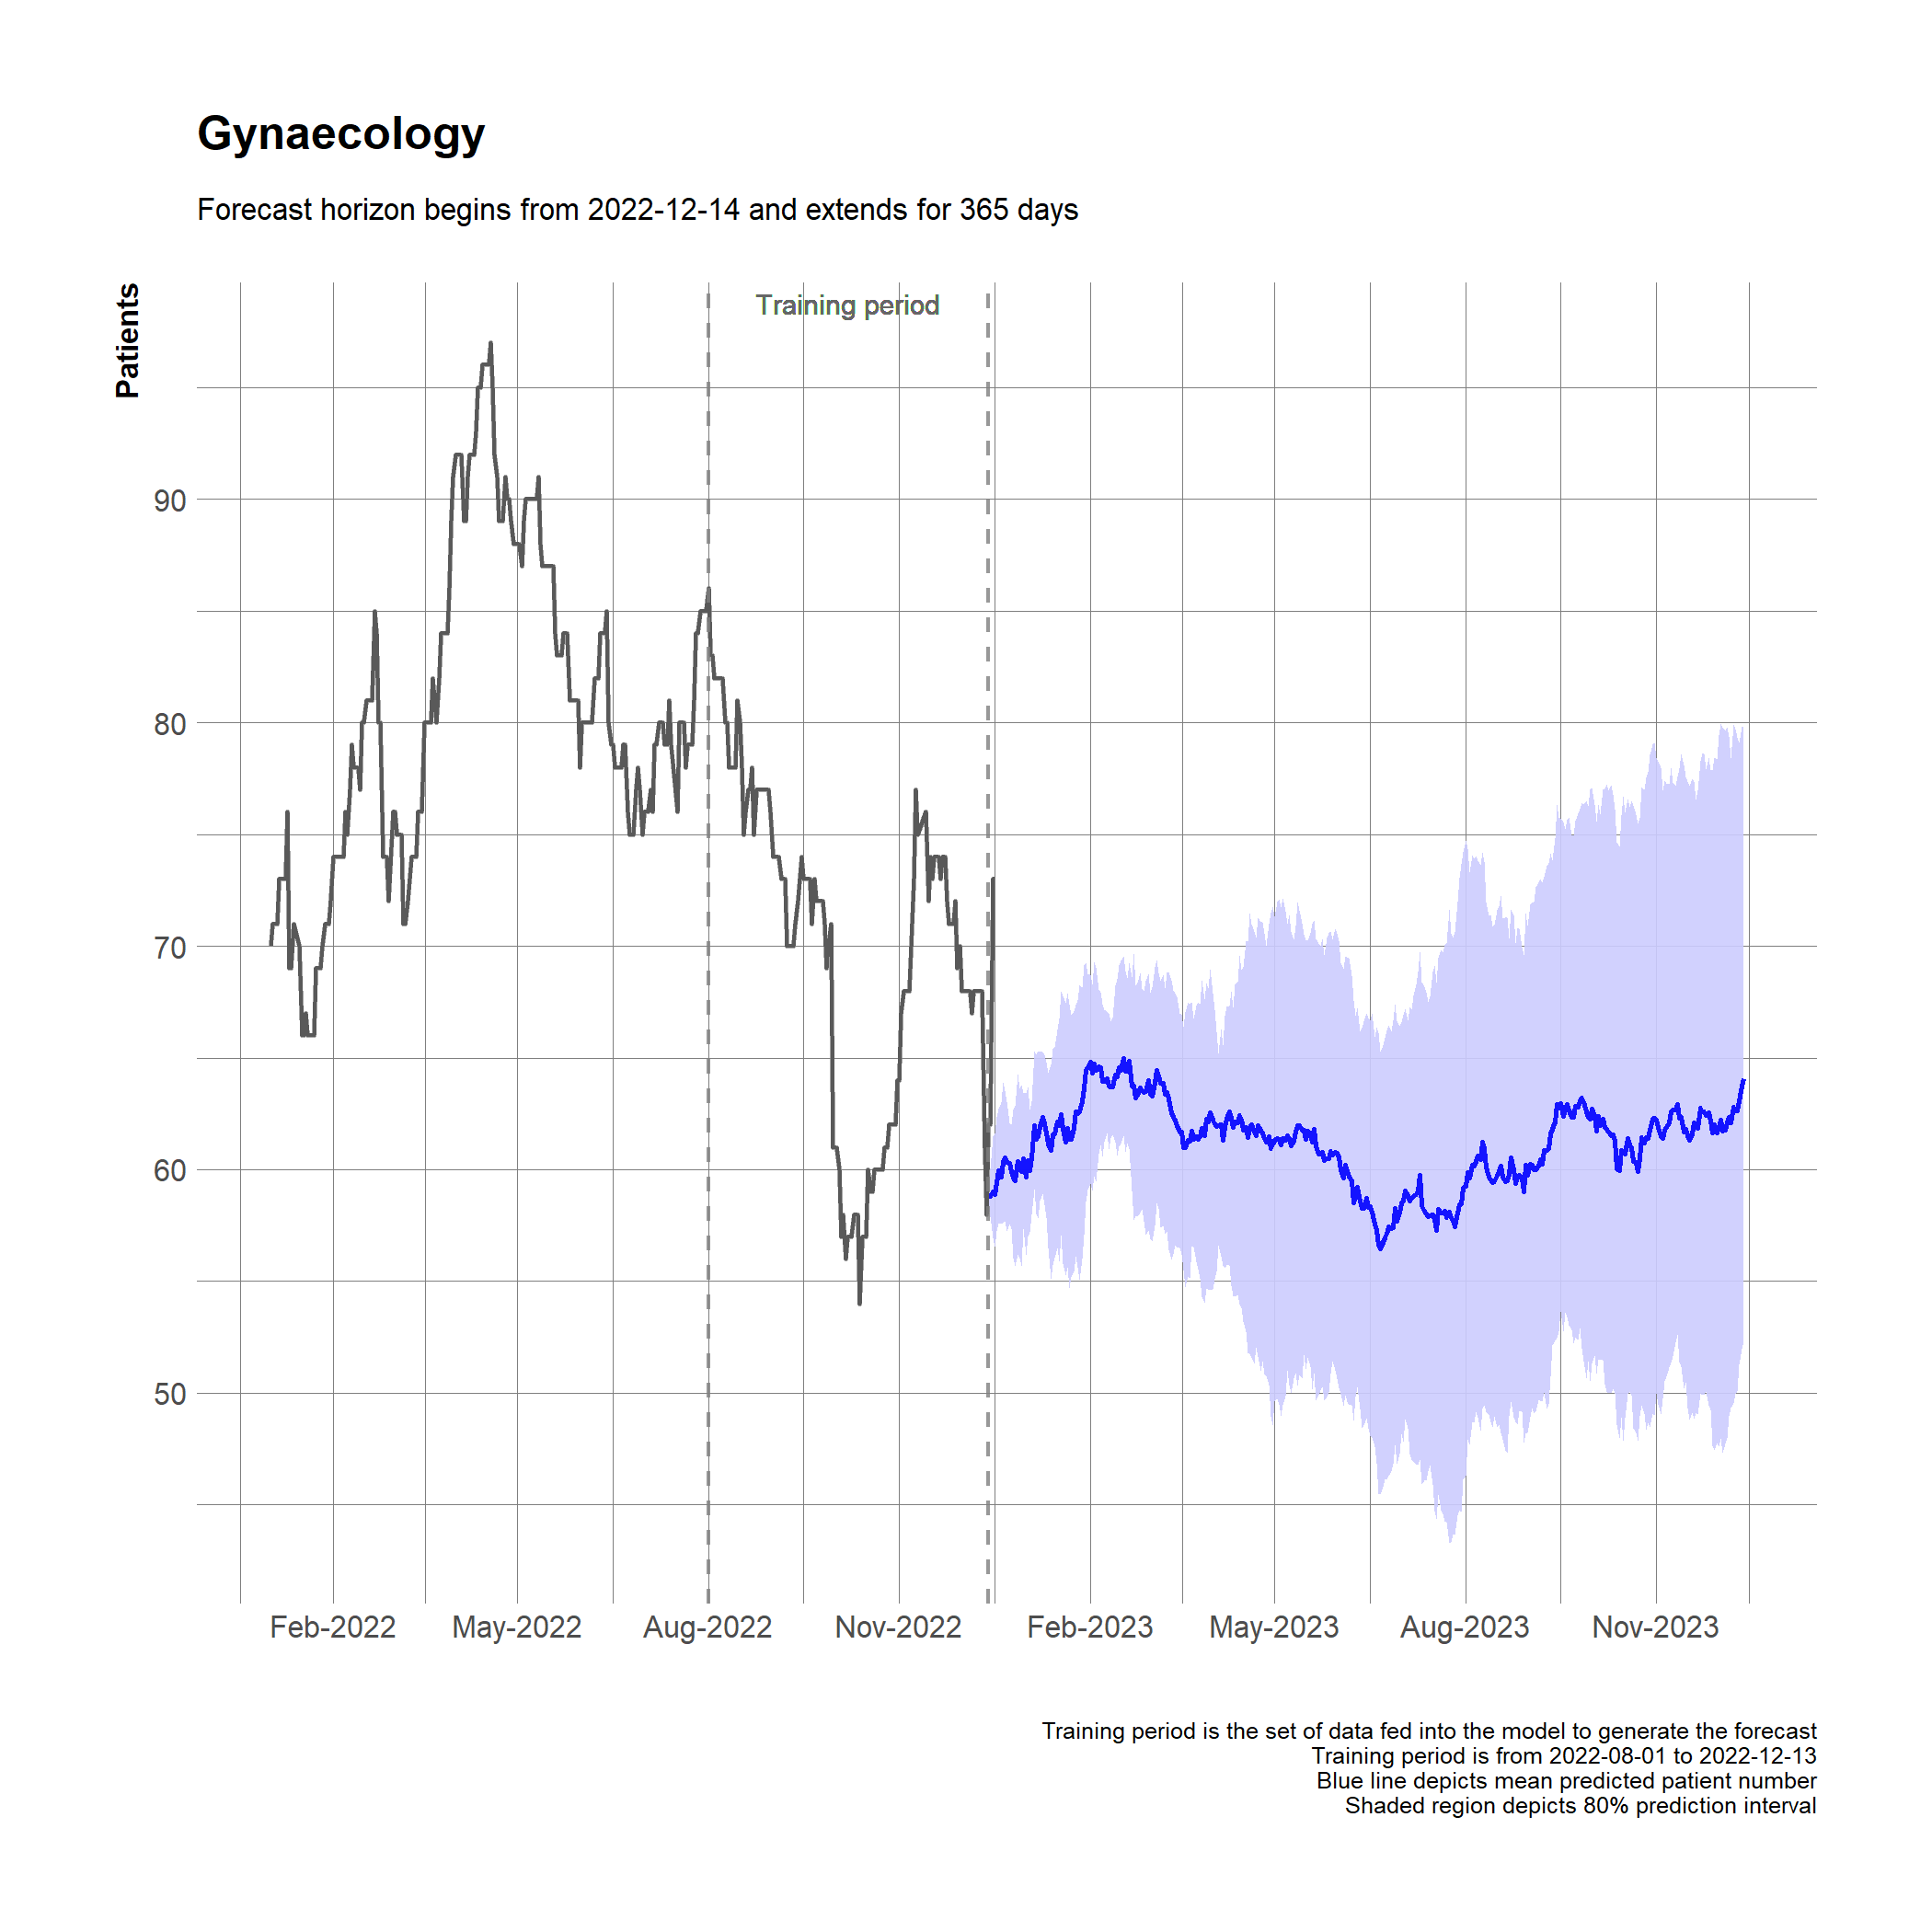 Gynaecology
Forecast horizon begins from 2022-12-14 and extends for 365 days
Patients
Training period
90
80
70
60
50
Feb-2022 May-2022 Aug-2022 Nov-2022 Feb-2023 May-2023 Aug-2023 Nov-2023
Training period is the set of data fed into the model to generate the forecast
Training period is from 2022-08-01 to 2022-12-13
Blue line depicts mean predicted patient number
Shaded region depicts 80% prediction interval